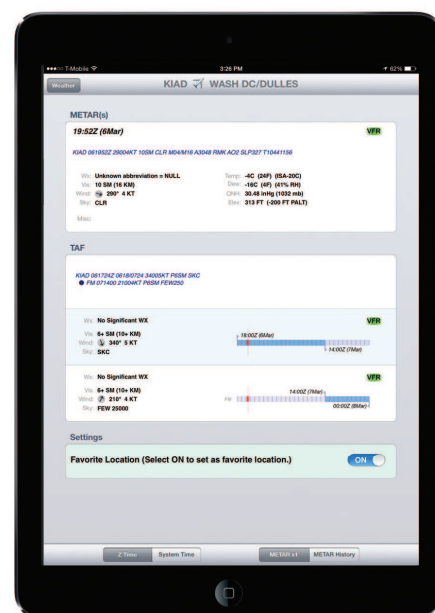 T-Mobile 3:26 PM 62%
Weather KIAD WASH DC/DULLES
METAR(s)
19:52Z (6Mar) VFR
KIAD 061952Z 29004KT 10SM CLR M04/M16 A3048 RMK AO2 SLP327 T10441156
Wx: Unknown abbreviation = NULL Temp: -4C (24F) (ISA-20C)
Vis: 10 SM (16 KM) Dew: -16C (4F) (41% RH)
Wind: 290° 4 KT QNH: 30.48 inHg (1032 mb)
Sky: CLR Elev: 313 FT (-200 FT PALT)
Misc:
TAF
KIAD 061724Z 0618/0724 34005KT P6SM SKC
FM 071400 21004KT P6SM FEW250
Wx: No Significant WX VFR
Vis: 6+ SM (10+ KM) 18:00Z (6Mar)
Wind: 340° 5 KT
Sky: SKC 14:00Z (7Mar)
Wx: No Significant WX VFR
Vis: 6+ SM (10+ KM) 14:00Z (7Mar)
Wind: 210° 4 KT
Sky: FEW 25000 00:00Z (8Mar)
Settings
Favorite Location (Select ON to set as favorite location.) ON
Z Time System Time METAR x1 METAR History